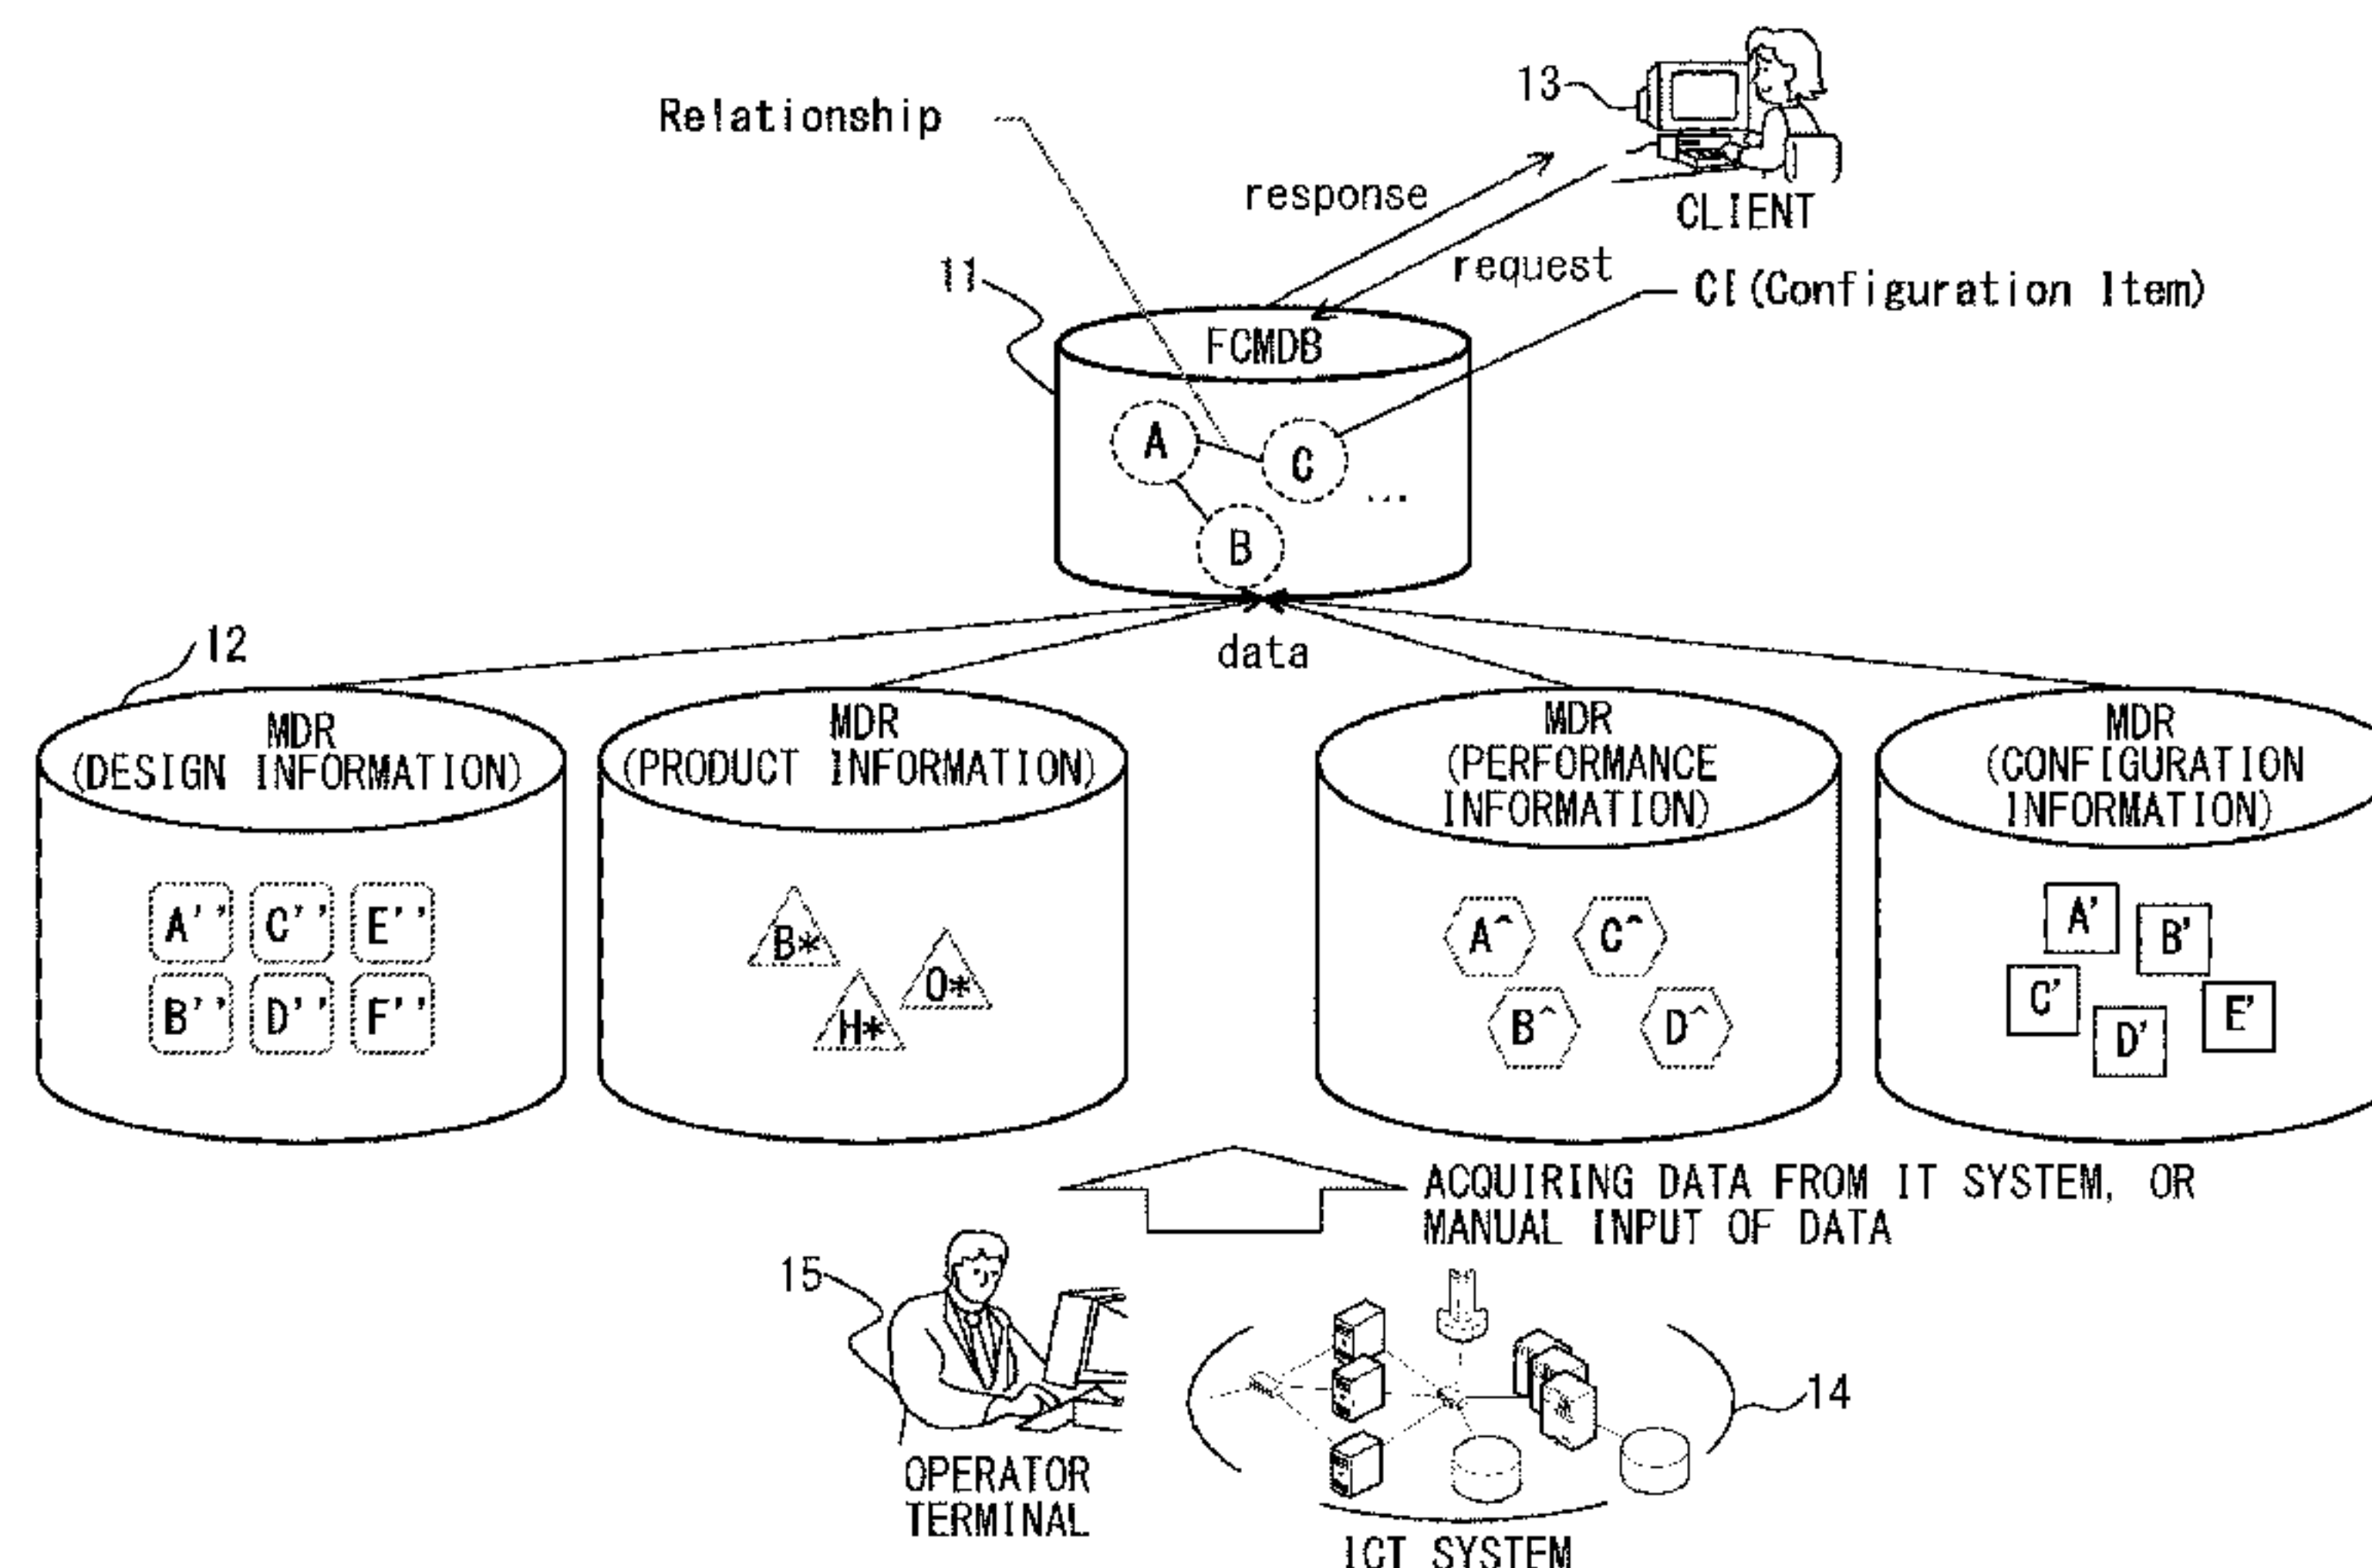 13
Relationship
response
CLIENT
11
request
CI(Configuration Item)
FCMDB
A
C
...
B
12
data
MDR
(DESIGN INFORMATION)
MDR
(PRODUCT INFORMATION)
MDR
(PERFORMANCE
INFORMATION)
MDR
(CONFIGURATION
INFORMATION)
A'' C'' E''
B'' D'' F''
B*
O*
H*
A^ C^
B^ D^
A'
B'
C'
E'
D'
ACQUIRING DATA FROM IT SYSTEM, OR
MANUAL INPUT OF DATA
15
14
OPERATOR
TERMINAL
ICT SYSTEM